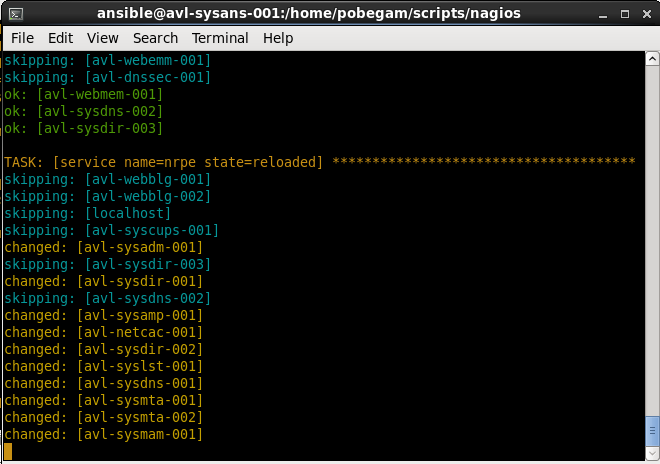 ansible@avl-sysans-001:/home/pobegam/scripts/nagios
File Edit View Search Terminal Help
skipping: [avl-webemm-001]
skipping: [avl-dnssec-001]
ok: [avl-webmem-001]
ok: [avl-sysdns-002]
ok: [avl-sysdir-003]
TASK: [service name=nrpe state=reloaded] **************************************
skipping: [avl-webblg-001]
skipping: [avl-webblg-002]
skipping: [localhost]
skipping: [avl-syscups-001]
changed: [avl-sysadm-001]
skipping: [avl-sysdir-003]
changed: [avl-sysdir-001]
skipping: [avl-sysdns-002]
changed: [avl-sysamp-001]
changed: [avl-netcac-001]
changed: [avl-sysdir-002]
changed: [avl-syslst-001]
changed: [avl-sysdns-001]
changed: [avl-sysmta-001]
changed: [avl-sysmta-002]
changed: [avl-sysmam-001]